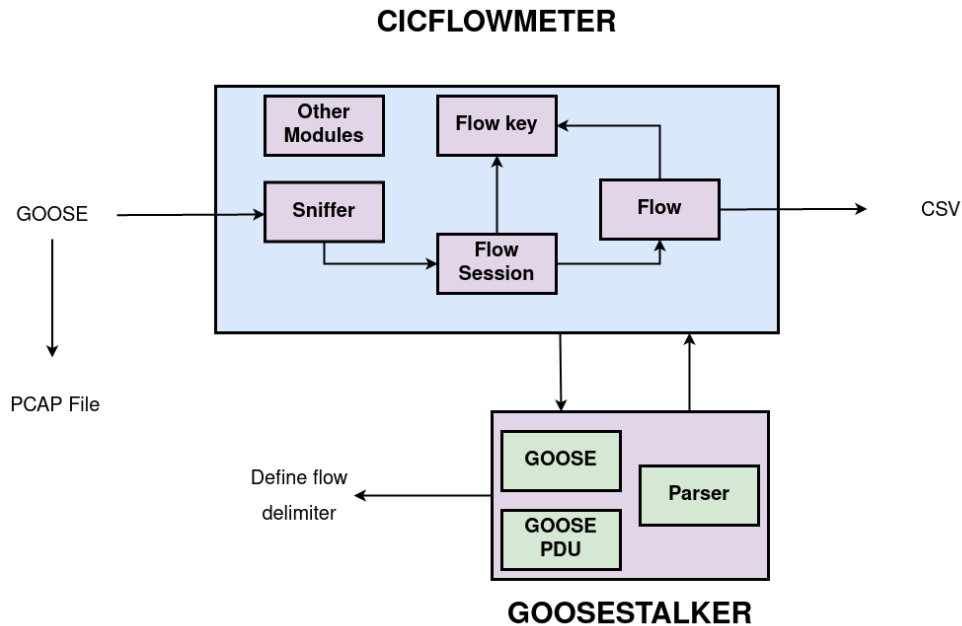 CICFLOWMETER
Other
Modules
Flow key
Sniffer
Flow
GOOSE
CSV
Flow
Session
PCAP File
GOOSE
Define flow
delimiter
Parser
GOOSE
PDU
GOOSESTALKER